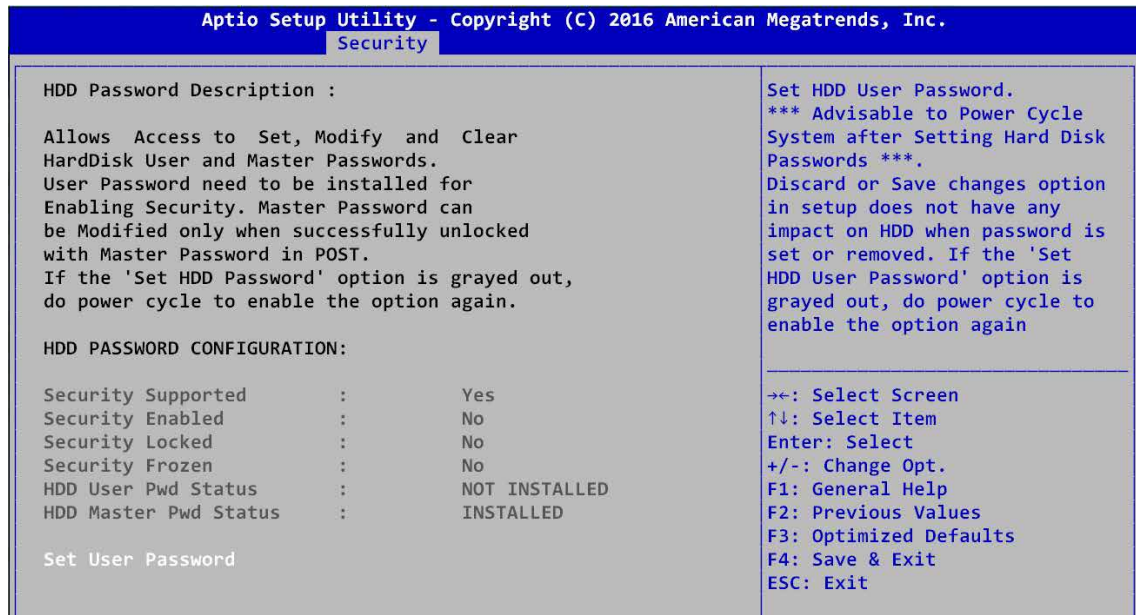 Aptio Setup Utility - Copyright (C) 2016 American Megatrends, Inc.
Security
HDD Password Description :
Allows Access to Set, Modify and Clear
HardDisk User and Master Passwords.
User Password need to be installed for
Enabling Security. Master Password can
be Modified only when successfully unlocked
with Master Password in POST.
If the 'Set HDD Password' option is grayed out,
do power cycle to enable the option again.
HDD PASSWORD CONFIGURATION:
Security Supported : Yes
Security Enabled : No
Security Locked : No
Security Frozen : No
HDD User Pwd Status : NOT INSTALLED
HDD Master Pwd Status : INSTALLED
Set User Password
Set HDD User Password.
*** Advisable to Power Cycle
System after Setting Hard Disk
Passwords ***.
Discard or Save changes option
in setup does not have any
impact on HDD when password is
set or removed. If the 'Set
HDD User Password' option is
grayed out, do power cycle to
enable the option again
→←: Select Screen
↑↓: Select Item
Enter: Select
+/-: Change Opt.
F1: General Help
F2: Previous Values
F3: Optimized Defaults
F4: Save & Exit
ESC: Exit